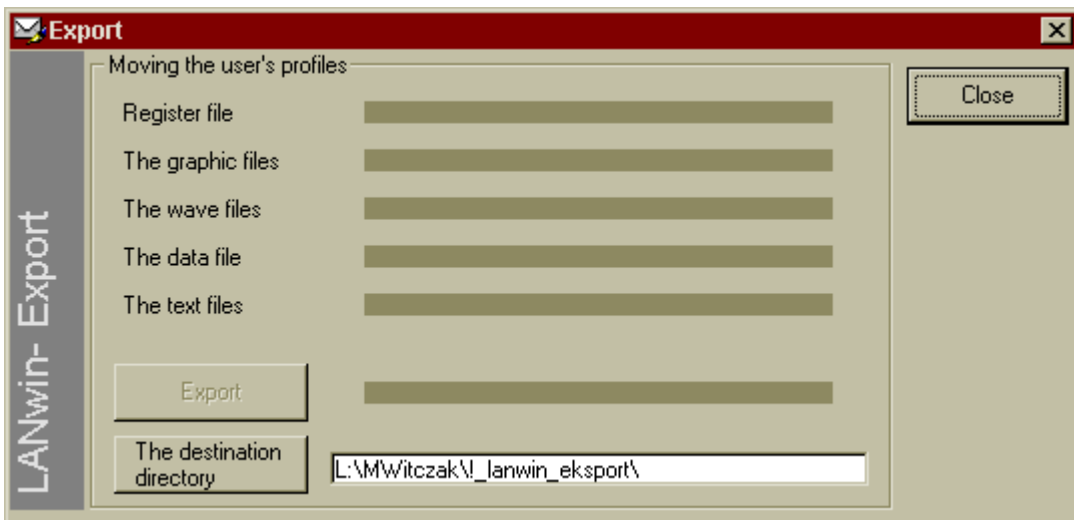 Export
LANwin- Export
Moving the user's profiles
Register file
The graphic files
The wave files
The data file
The text files
Export
The destination
directory
L:\MWitczak\!_lanwin_eksport\
Close